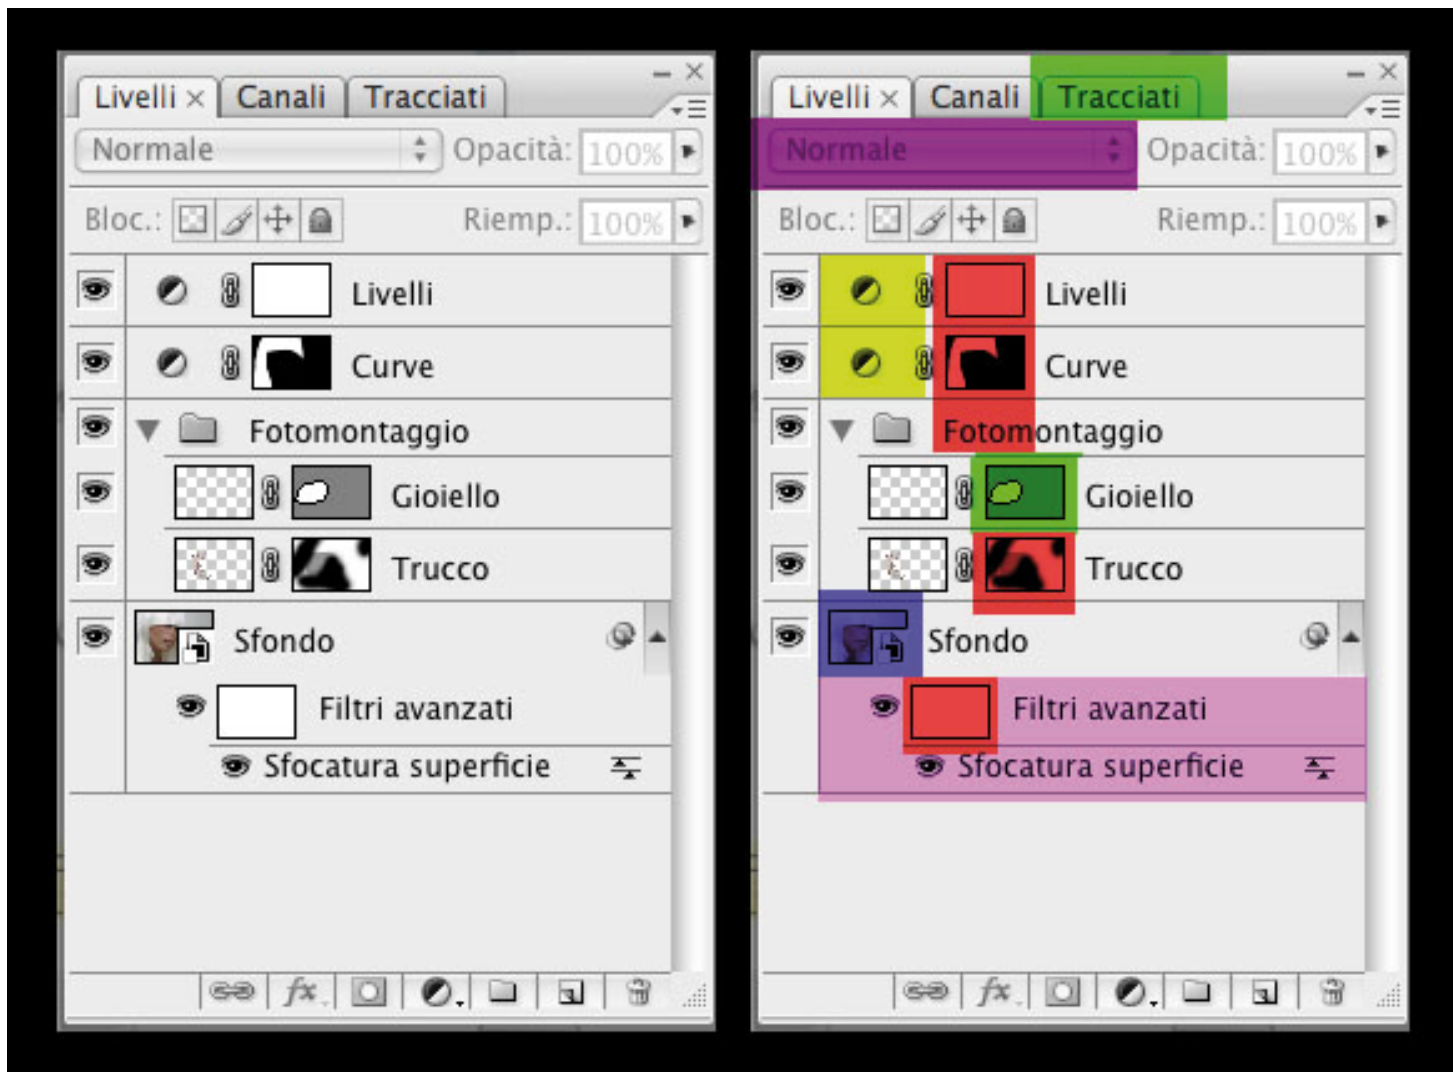 Livelli × Canali Tracciati
Normale Opacità: 100%
Bloc.: Riemp.: 100%
Livelli
Curve
Fotomontaggio
Gioiello
Trucco
Sfondo
Filtri avanzati
Sfocatura superficie
fx
Livelli × Canali Tracciati
Normale Opacità: 100%
Bloc.: Riemp.: 100%
Livelli
Curve
Fotomontaggio
Gioiello
Trucco
Sfondo
Filtri avanzati
Sfocatura superficie
fx